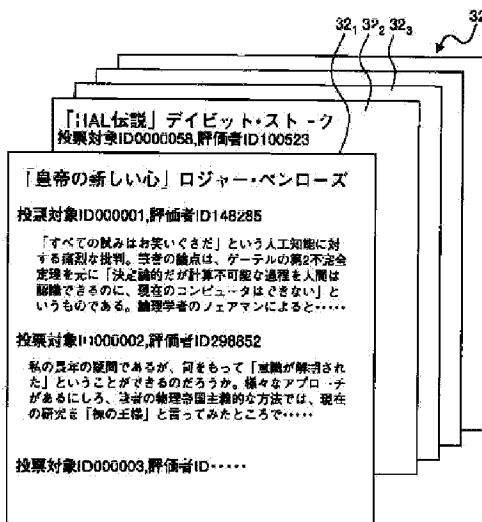 32₁ 32₂ 32₃ 32
「HAL伝説」デイビット・ストーク
投票対象ID0000058,評価者ID100523
「皇帝の新しい心」ロジャー・ペンローズ
投票対象ID000001,評価者ID148285
「すべての試みはお笑いぐさだ」という人工知能に対
する痛烈な批判。著者の論点は、ゲーデルの第2不完全
定理を元に「決定論的だが計算不可能な過程を人間は
認識できるのに、現在のコンピュータはできない」と
いうものである。論理学者のフェアマンによると‥‥‥
投票対象ID000002,評価者ID298852
私の長年の疑問であるが、何をもって「意識が解明され
た」ということができるのだろうか。様々なアプローチ
があるにしろ、著者の物理帝国主義的な方法では、現在
の研究を「裸の王様」と言ってみたところで‥‥‥
投票対象ID000003,評価者ID‥‥‥